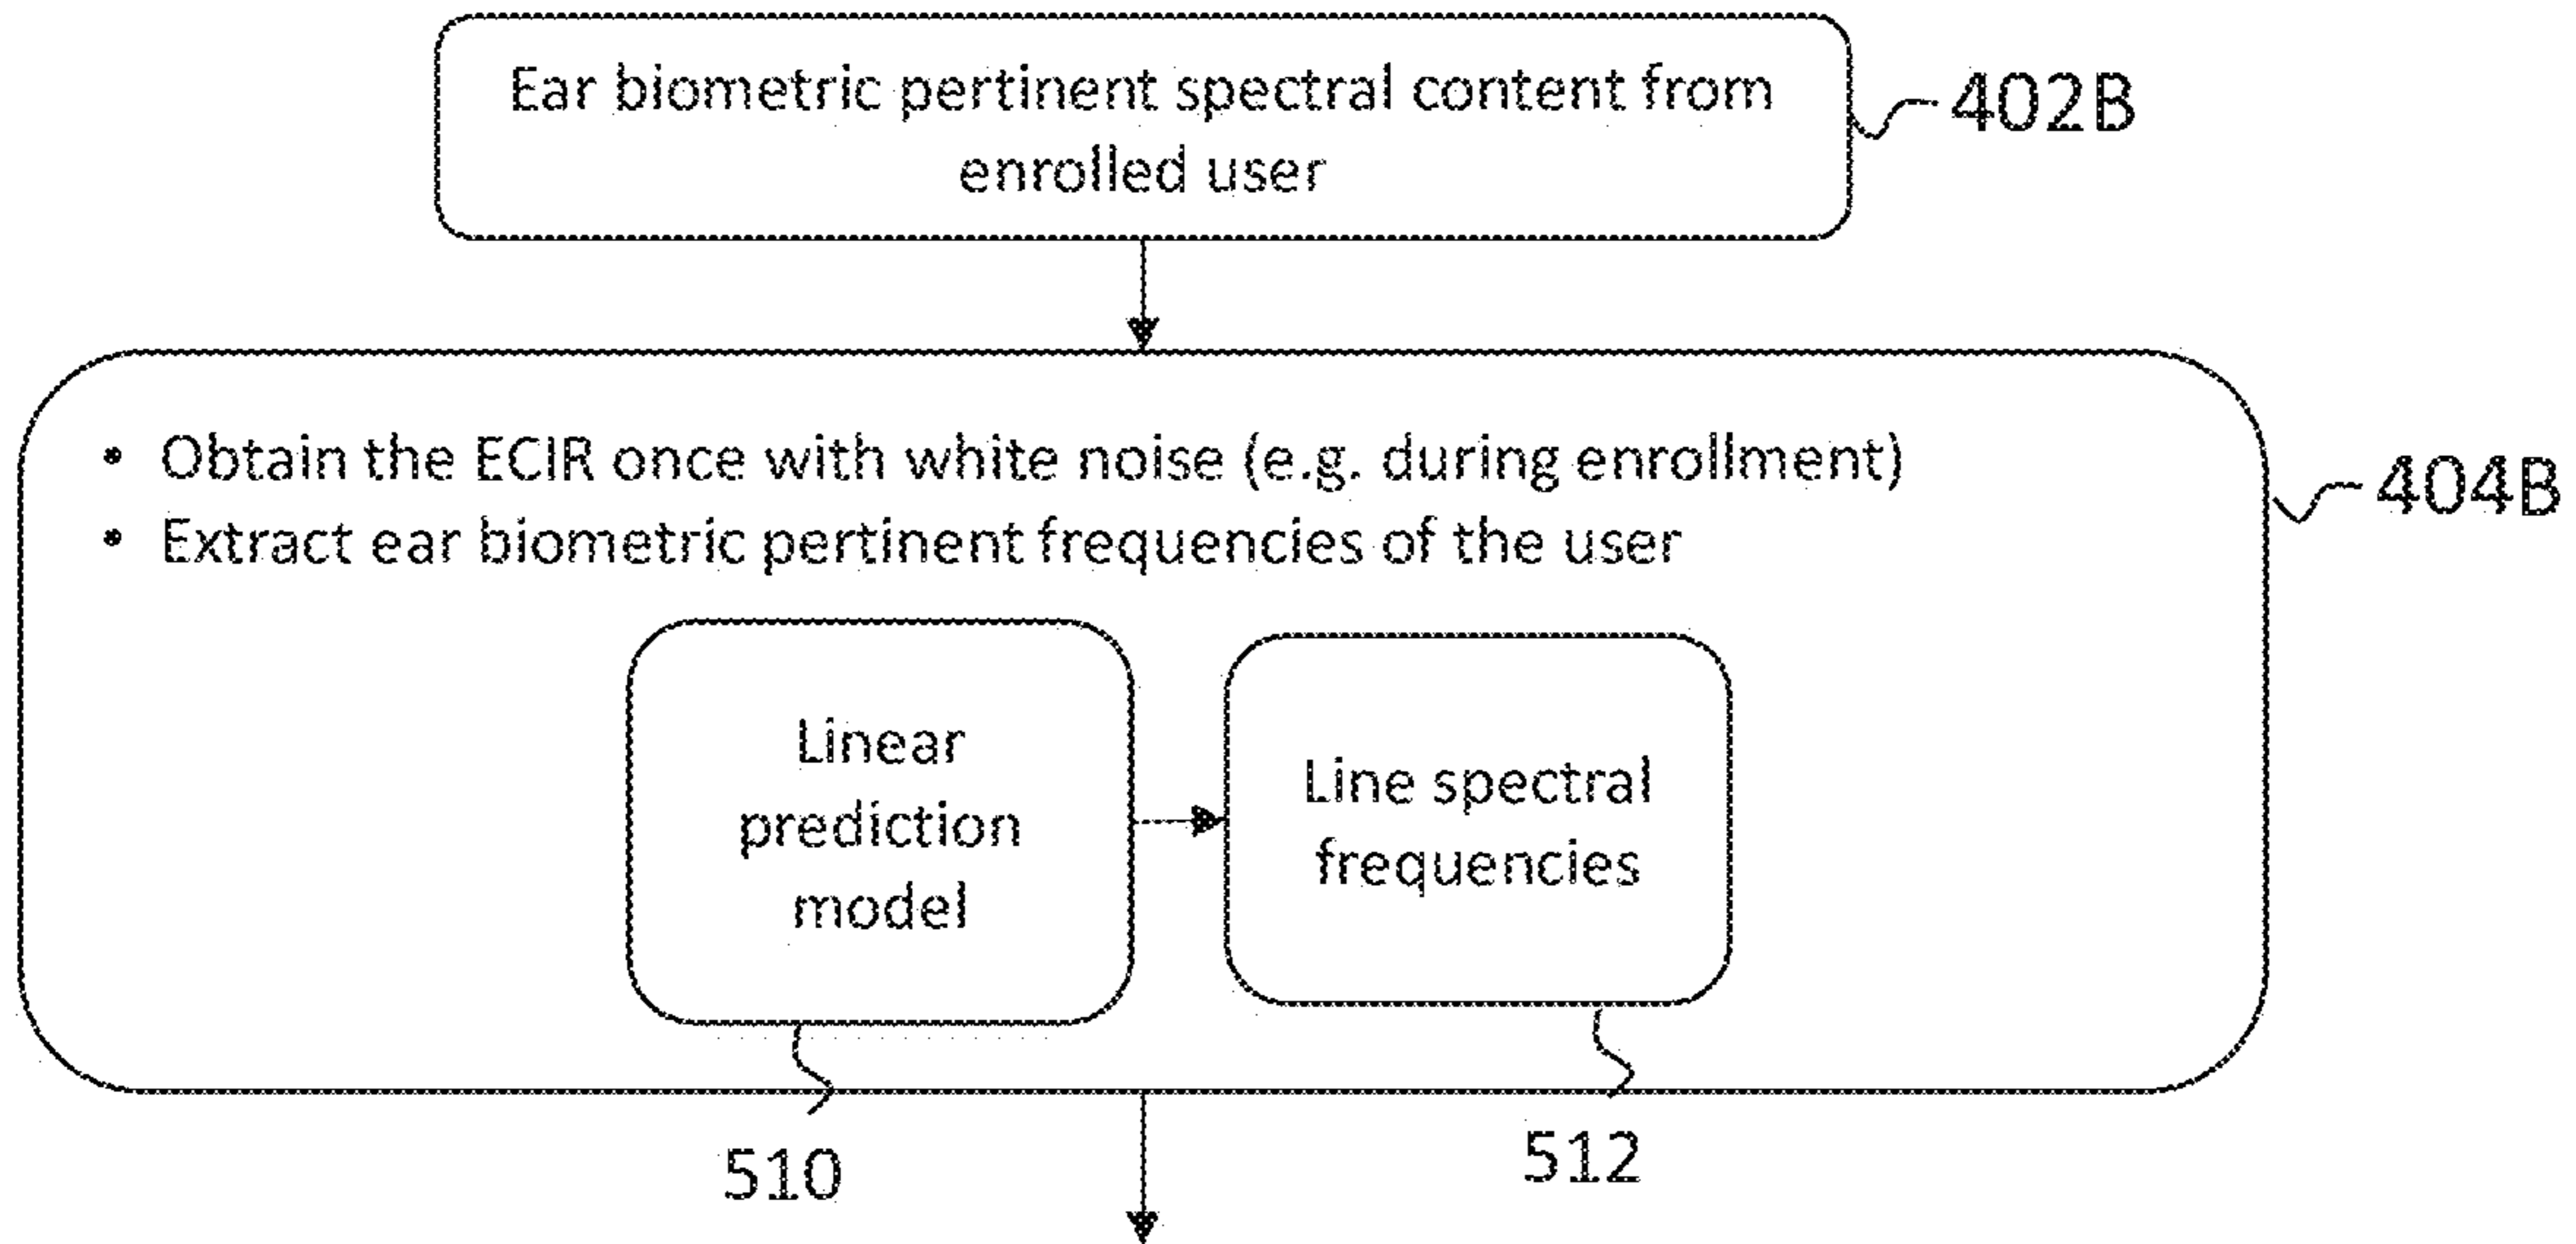 Ear biometric pertinent spectral content from
enrolled user
402B
• Obtain the ECIR once with white noise (e.g. during enrollment)
• Extract ear biometric pertinent frequencies of the user
404B
Linear
prediction
model
Line spectral
frequencies
510
512